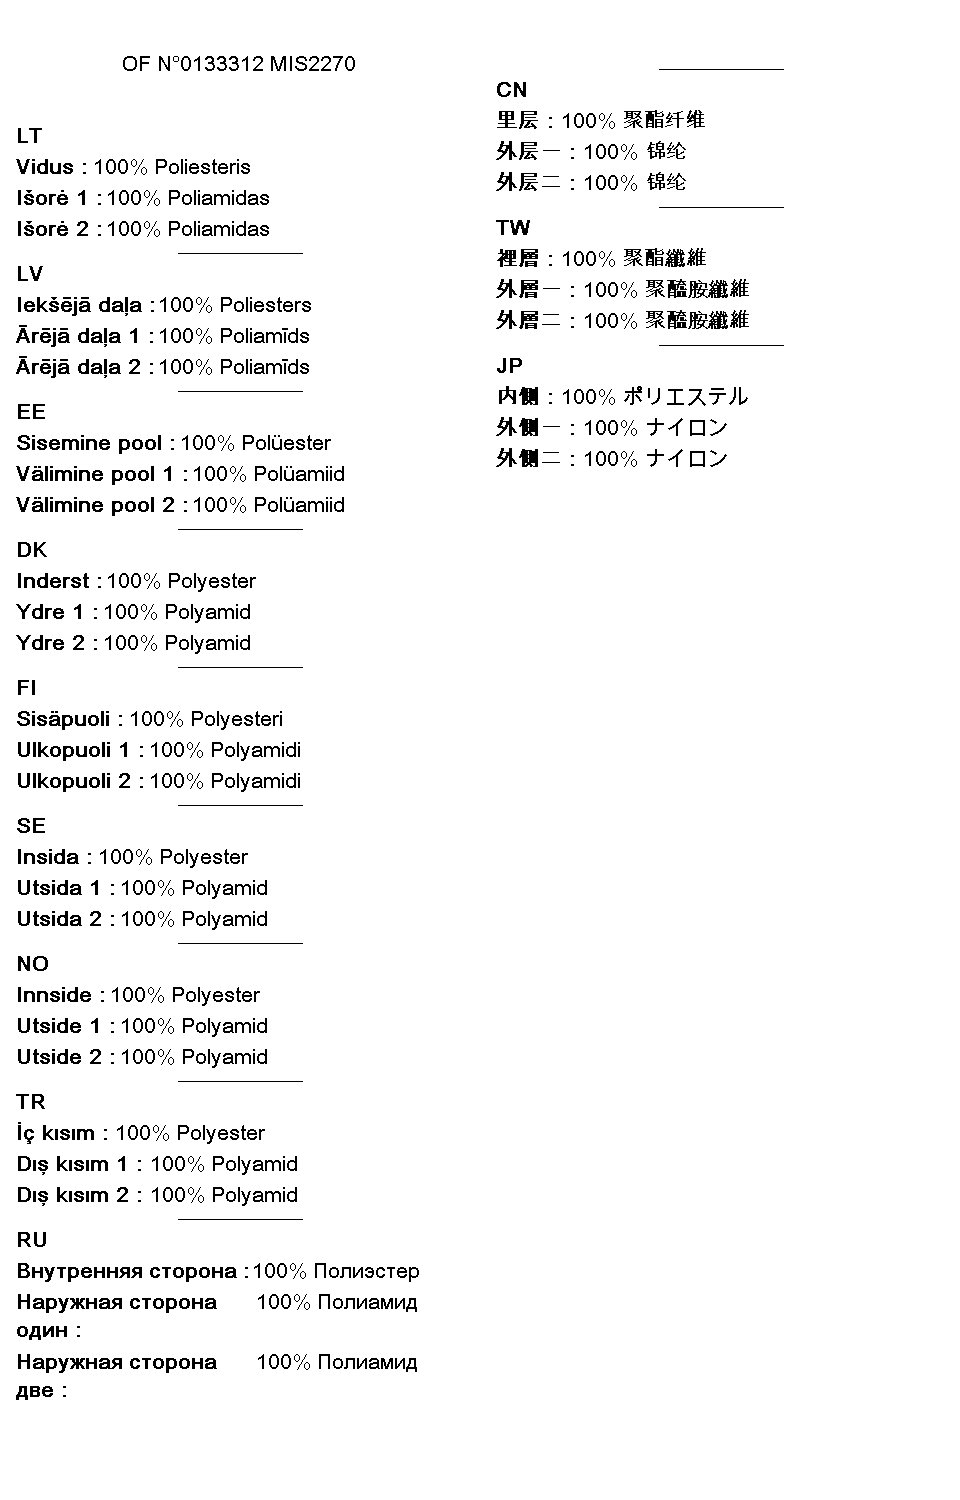 OF N°0133312 MIS2270
LT
Vidus : 100% Poliesteris
Išorė 1 : 100% Poliamidas
Išorė 2 : 100% Poliamidas
LV
Iekšējā daļa : 100% Poliesters
Ārējā daļa 1 : 100% Poliamīds
Ārējā daļa 2 : 100% Poliamīds
EE
Sisemine pool : 100% Polüester
Välimine pool 1 : 100% Polüamiid
Välimine pool 2 : 100% Polüamiid
DK
Inderst : 100% Polyester
Ydre 1 : 100% Polyamid
Ydre 2 : 100% Polyamid
FI
Sisäpuoli : 100% Polyesteri
Ulkopuoli 1 : 100% Polyamidi
Ulkopuoli 2 : 100% Polyamidi
SE
Insida : 100% Polyester
Utsida 1 : 100% Polyamid
Utsida 2 : 100% Polyamid
NO
Innside : 100% Polyester
Utside 1 : 100% Polyamid
Utside 2 : 100% Polyamid
TR
İç kısım : 100% Polyester
Dış kısım 1 : 100% Polyamid
Dış kısım 2 : 100% Polyamid
RU
Внутренняя сторона : 100% Полиэстер
Наружная сторона 100% Полиамид
один :
Наружная сторона 100% Полиамид
две :
CN
里层 : 100% 聚酯纤维
外层一 : 100% 锦纶
外层二 : 100% 锦纶
TW
裡層 : 100% 聚酯纖維
外層一 : 100% 聚醯胺纖維
外層二 : 100% 聚醯胺纖維
JP
内側 : 100% ポリエステル
外側一 : 100% ナイロン
外側二 : 100% ナイロン